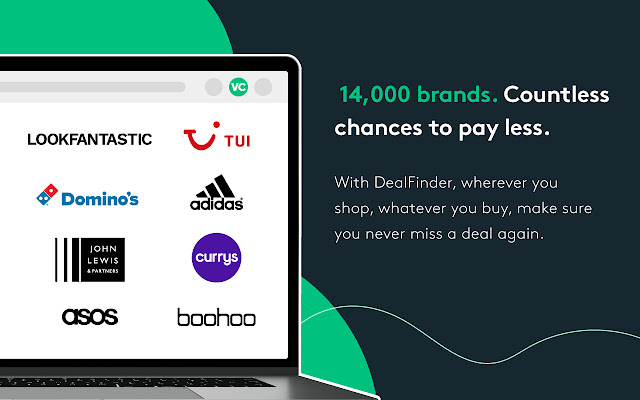 VC
LOOKFANTASTIC
TUI
Domino's
adidas
JOHN
LEWIS
& PARTNERS
currys
asos
boohoo
14,000 brands. Countless
chances to pay less.
With DealFinder, wherever you
shop, whatever you buy, make sure
you never miss a deal again.